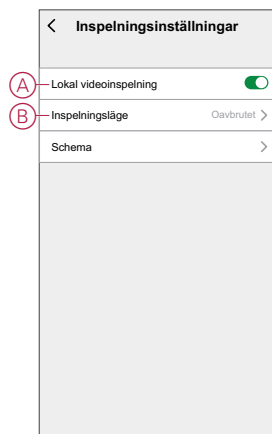 Inspelningsinställningar
A Lokal videoinspelning
B Inspelningsläge Oavbrutet
Schema